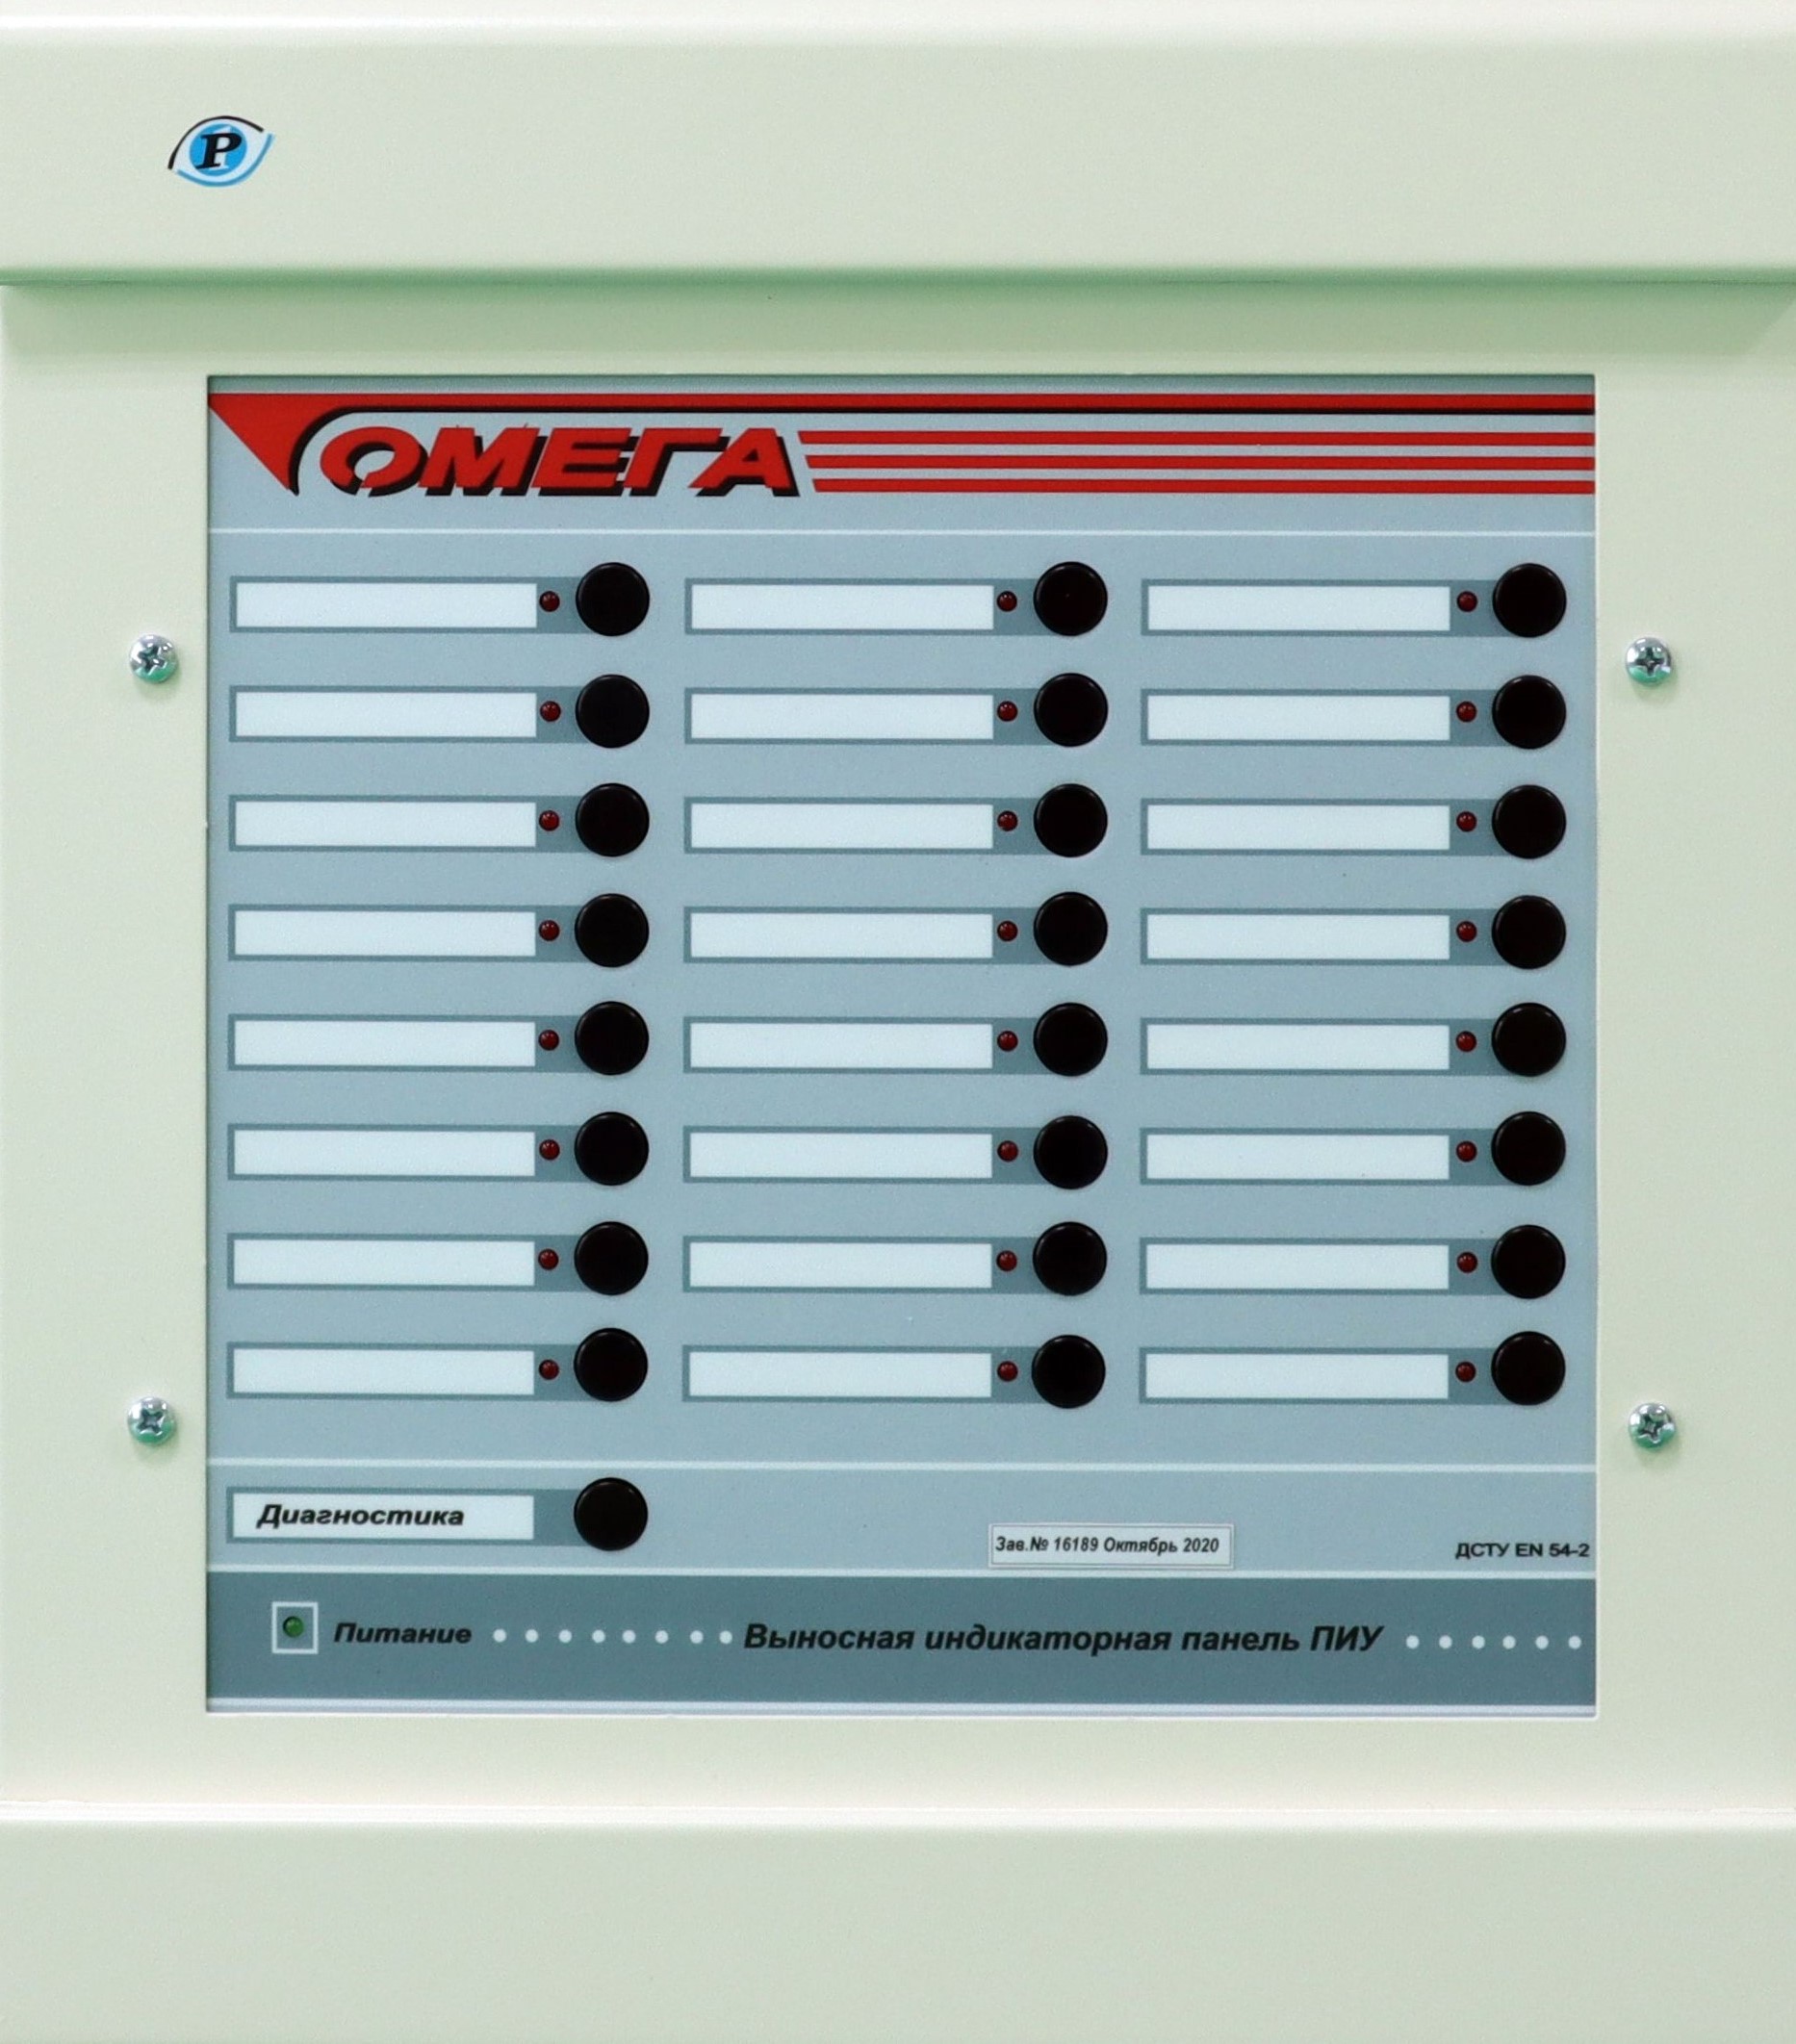 P
ОМЕГА
Диагностика
Зав.№ 16189 Октябрь 2020
ДСТУ EN 54-2
Питание
Выносная индикаторная панель ПИУ